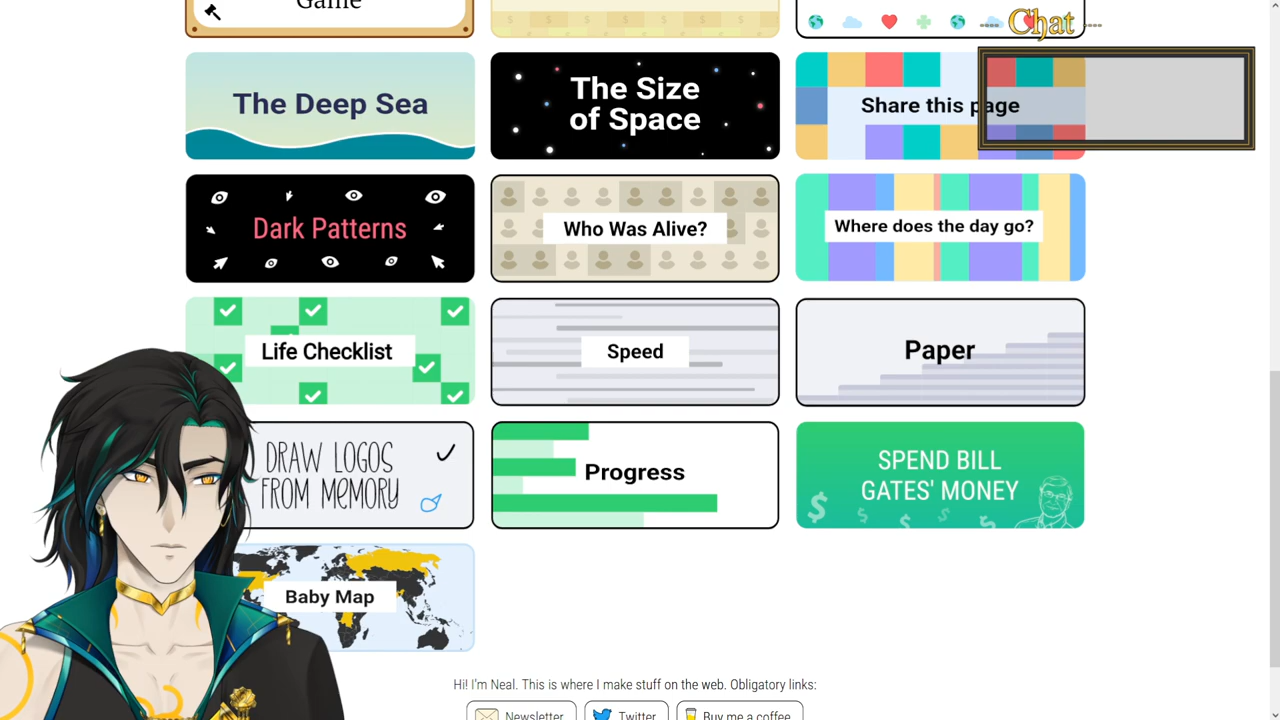 Game
Chat
The Deep Sea
The Size
of Space
Share this page
Dark Patterns
Who Was Alive?
Where does the day go?
Life Checklist
Speed
Paper
DRAW LOGOS
FROM MEMORY
Progress
SPEND BILL
GATES' MONEY
Baby Map
Hi! I'm Neal. This is where I make stuff on the web. Obligatory links:
Newsletter
Twitter
Buy me a coffee